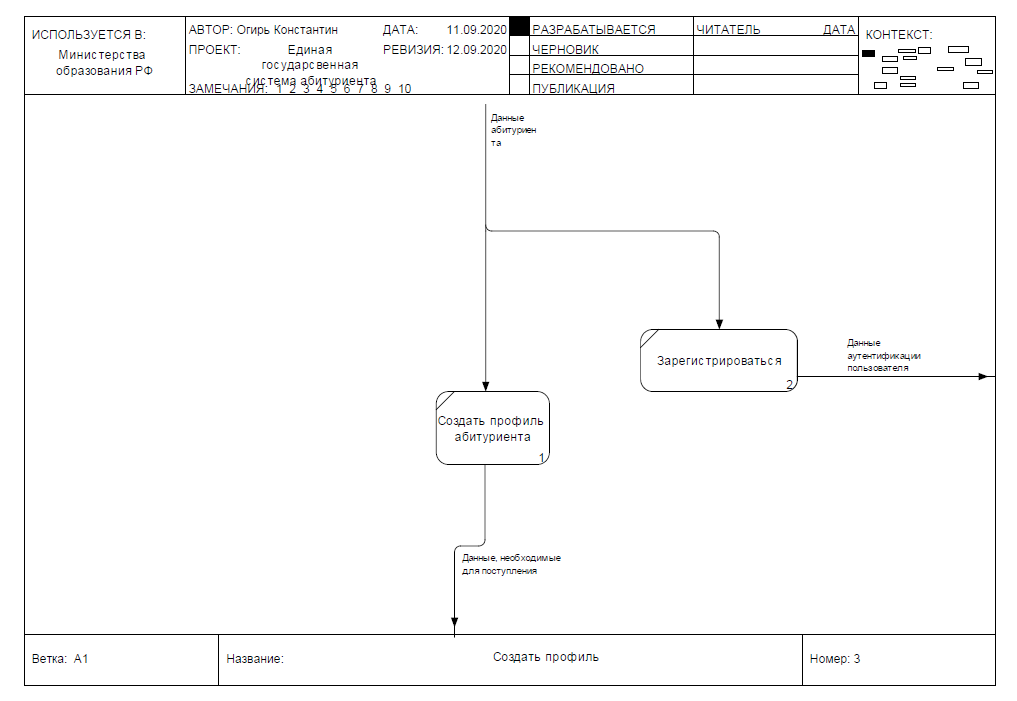 ИСПОЛЬЗУЕТСЯ В:
Министерства
образования РФ
АВТОР: Огирь Константин
ДАТА: 11.09.2020
ПРОЕКТ: Единая
государсвенная
система абитуриента
РЕВИЗИЯ: 12.09.2020
ЗАМЕЧАНИЯ: 1 2 3 4 5 6 7 8 9 10
РАЗРАБАТЫВАЕТСЯ
ЧЕРНОВИК
РЕКОМЕНДОВАНО
ПУБЛИКАЦИЯ
ЧИТАТЕЛЬ ДАТА
КОНТЕКСТ:
Данные
абитуриен
та
Зарегистрироваться
2
Данные
аутентификации
пользователя
Создать профиль
абитуриента
1
Данные, необходимые
для поступления
Ветка: A1
Название: Создать профиль
Номер: 3